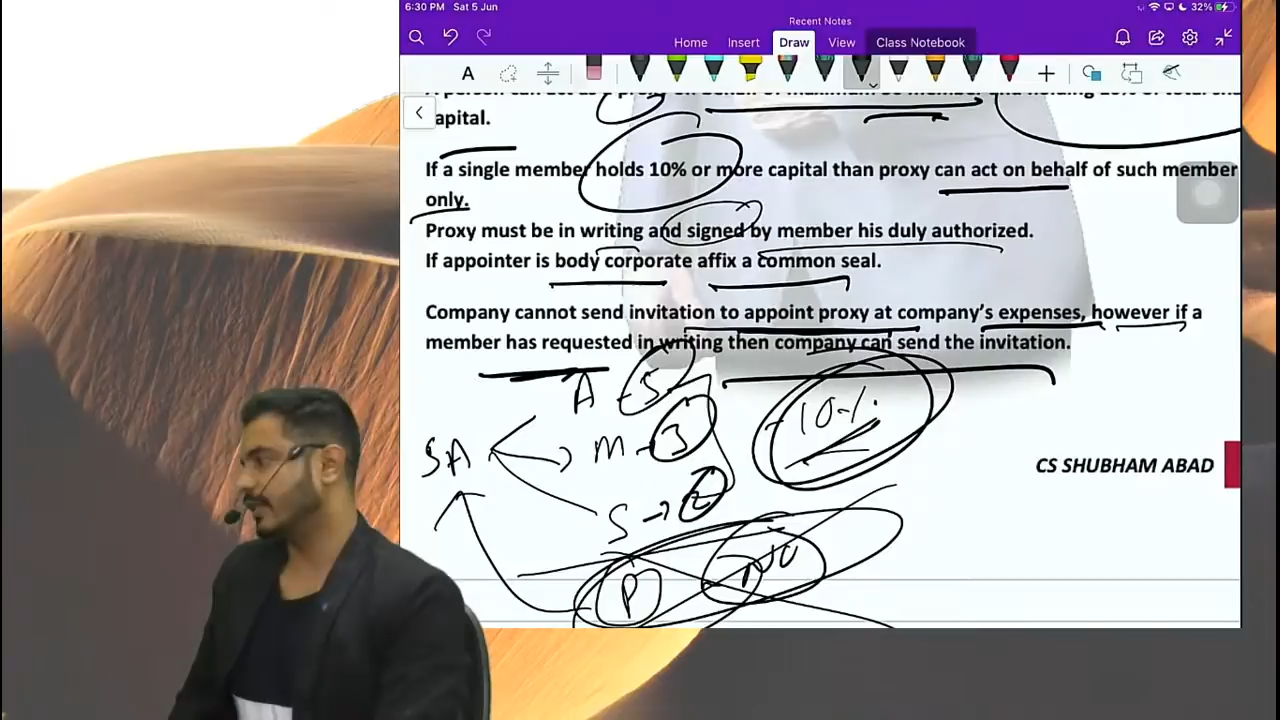 6:30 PM Sat 5 Jun
32%
Recent Notes
Home Insert Draw View Class Notebook
A
apital.
If a single member holds 10% or more capital than proxy can act on behalf of such member
only.
Proxy must be in writing and signed by member his duly authorized.
If appointer is body corporate affix a common seal.
Company cannot send invitation to appoint proxy at company's expenses, however if a
member has requested in writing then company can send the invitation.
A 5
10%
SA M - 3
CS SHUBHAM ABAD
S → 2
P